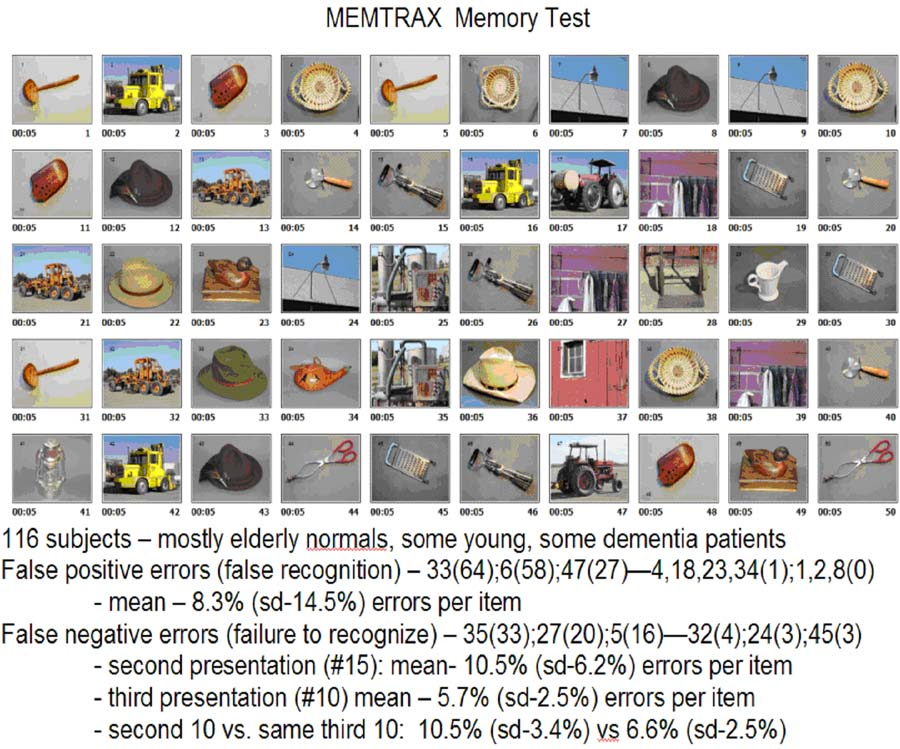 MEMTRAX  Memory Test
00:05 1 00:05 2 00:05 3 00:05 4 00:05 5 00:05 6 00:05 7 00:05 8 00:05 9 00:05 10
00:05 11 00:05 12 00:05 13 00:05 14 00:05 15 00:05 16 00:05 17 00:05 18 00:05 19 00:05 20
00:05 21 00:05 22 00:05 23 00:05 24 00:05 25 00:05 26 00:05 27 00:05 28 00:05 29 00:05 30
00:05 31 00:05 32 00:05 33 00:05 34 00:05 35 00:05 36 00:05 37 00:05 38 00:05 39 00:05 40
00:05 41 00:05 42 00:05 43 00:05 44 00:05 45 00:05 46 00:05 47 00:05 48 00:05 49 00:05 50
116 subjects – mostly elderly normals, some young, some dementia patients
False positive errors (false recognition) – 33(64);6(58);47(27)—4,18,23,34(1);1,2,8(0)
- mean – 8.3% (sd-14.5%) errors per item
False negative errors (failure to recognize) – 35(33);27(20);5(16)—32(4);24(3);45(3)
- second presentation (#15): mean- 10.5% (sd-6.2%) errors per item
- third presentation (#10) mean – 5.7% (sd-2.5%) errors per item
- second 10 vs. same third 10:  10.5% (sd-3.4%) vs 6.6% (sd-2.5%)